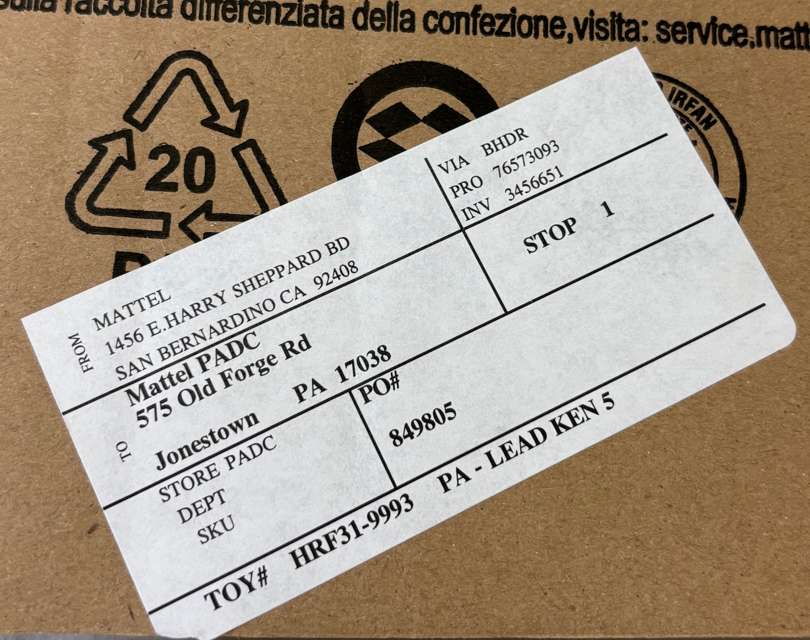 sulla raccolta differenziata della confezione,visita: service.matt
20
IRFAN
FROM
MATTEL
1456 E.HARRY SHEPPARD BD
SAN BERNARDINO CA 92408
VIA BHDR
PRO 76573093
INV 3456651
TO
Mattel PADC
575 Old Forge Rd
Jonestown PA 17038
STOP 1
STORE PADC
DEPT
SKU
PO#
849805
TOY# HRF31-9993 PA - LEAD KEN 5